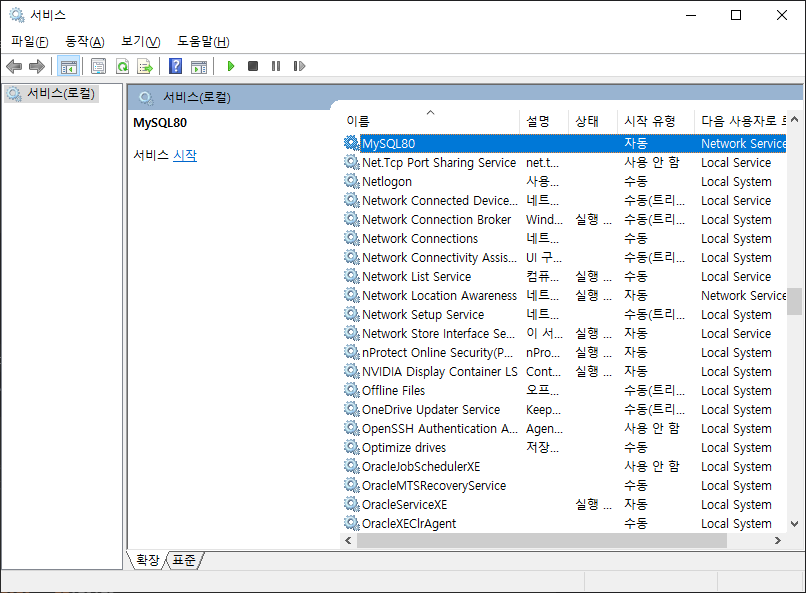 서비스
파일(F) 동작(A) 보기(V) 도움말(H)
서비스(로컬)
서비스(로컬)
MySQL80
서비스 시작
이름 설명 상태 시작 유형 다음 사용자로
MySQL80 자동 Network Service
Net.Tcp Port Sharing Service net.t... 사용 안 함 Local Service
Netlogon 사용... 수동 Local System
Network Connected Device... 네트... 수동(트리... Local Service
Network Connection Broker Wind... 실행 ... 수동(트리... Local System
Network Connections 네트... 수동 Local System
Network Connectivity Assis... UI 구... 수동(트리... Local System
Network List Service 컴퓨... 실행 ... 수동 Local Service
Network Location Awareness 네트... 실행 ... 자동 Network Service
Network Setup Service 네트... 수동(트리... Local System
Network Store Interface Se... 이 서... 실행 ... 자동 Local Service
nProtect Online Security(P... nPro... 실행 ... 자동 Local System
NVIDIA Display Container LS Cont... 실행 ... 자동 Local System
Offline Files 오프... 수동(트리... Local System
OneDrive Updater Service Keep... 수동(트리... Local System
OpenSSH Authentication A... Agen... 사용 안 함 Local System
Optimize drives 저장... 수동 Local System
OracleJobSchedulerXE 사용 안 함 Local System
OracleMTSRecoveryService 수동 Local System
OracleServiceXE 실행 ... 자동 Local System
OracleXEClrAgent 수동 Local System
확장 표준